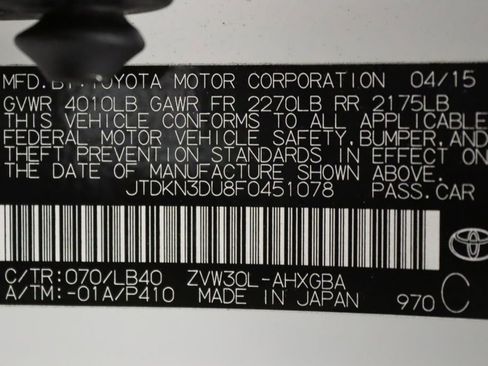 MFD. BY: TOYOTA MOTOR CORPORATION 04/15
GVWR 4010LB GAWR FR 2270LB RR 2175LB
THIS VEHICLE CONFORMS TO ALL APPLICABLE
FEDERAL MOTOR VEHICLE SAFETY, BUMPER, AND
THEFT PREVENTION STANDARDS IN EFFECT ON
THE DATE OF MANUFACTURE SHOWN ABOVE.
JTDKN3DU8F0451078 PASS. CAR
TOYOTA
C/TR: 070/LB40 ZVW30L-AHXGBA
A/TM: -01A/P410 MADE IN JAPAN 970 C